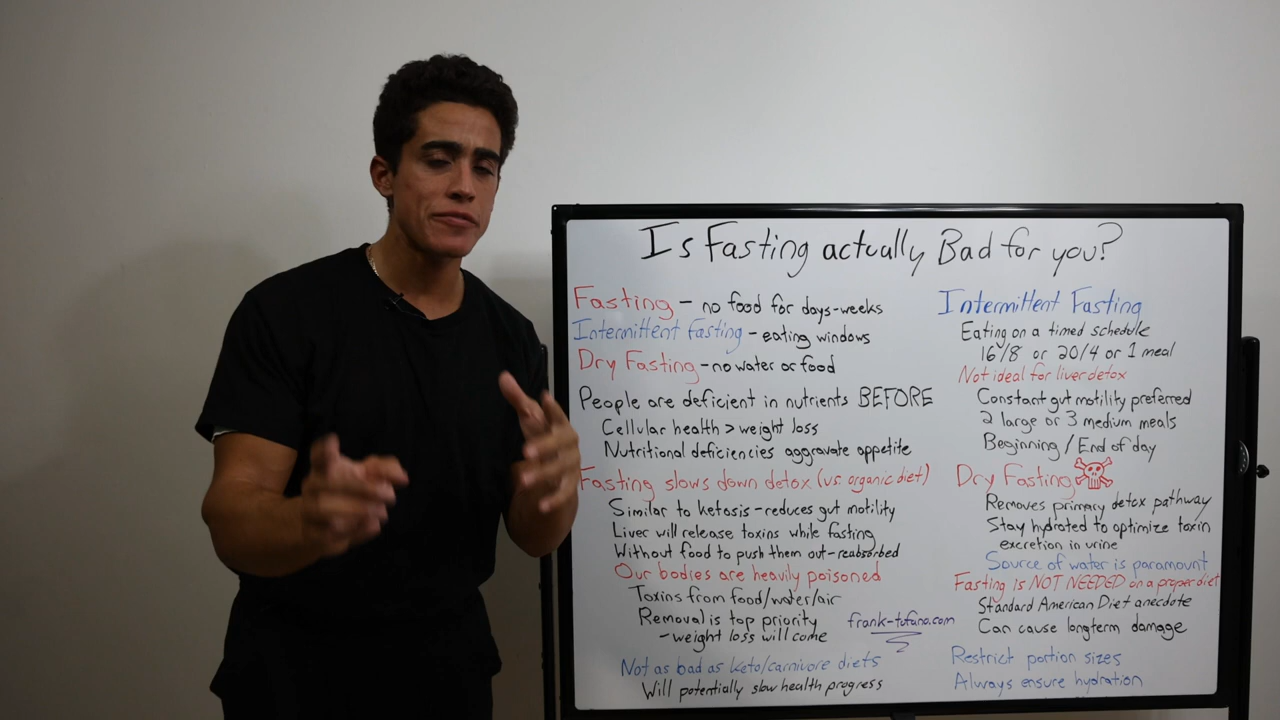 Is Fasting actually Bad for you?
Fasting - no food for days-weeks
Intermittent Fasting - eating windows
Dry Fasting - no water or food
People are deficient in nutrients BEFORE
Cellular health > weight loss
Nutritional deficiencies aggravate appetite
Fasting slows down detox (vs organic diet)
Similar to ketosis - reduces gut motility
Liver will release toxins while fasting
Without food to push them out - reabsorbed
Our bodies are heavily poisoned
Toxins from food/water/air
Removal is top priority
- weight loss will come
frank-tufano.com
Not as bad as keto/carnivore diets
Will potentially slow health progress
Intermittent Fasting
Eating on a timed schedule
16/8 or 20/4 or 1 meal
Not ideal for liver detox
Constant gut motility preferred
2 large or 3 medium meals
Beginning / End of day
Dry Fasting
Removes primary detox pathway
Stay hydrated to optimize toxin
excretion in urine
Source of water is paramount
Fasting is NOT NEEDED on a proper diet
Standard American Diet anecdote
Can cause longterm damage
Restrict portion sizes
Always ensure hydration